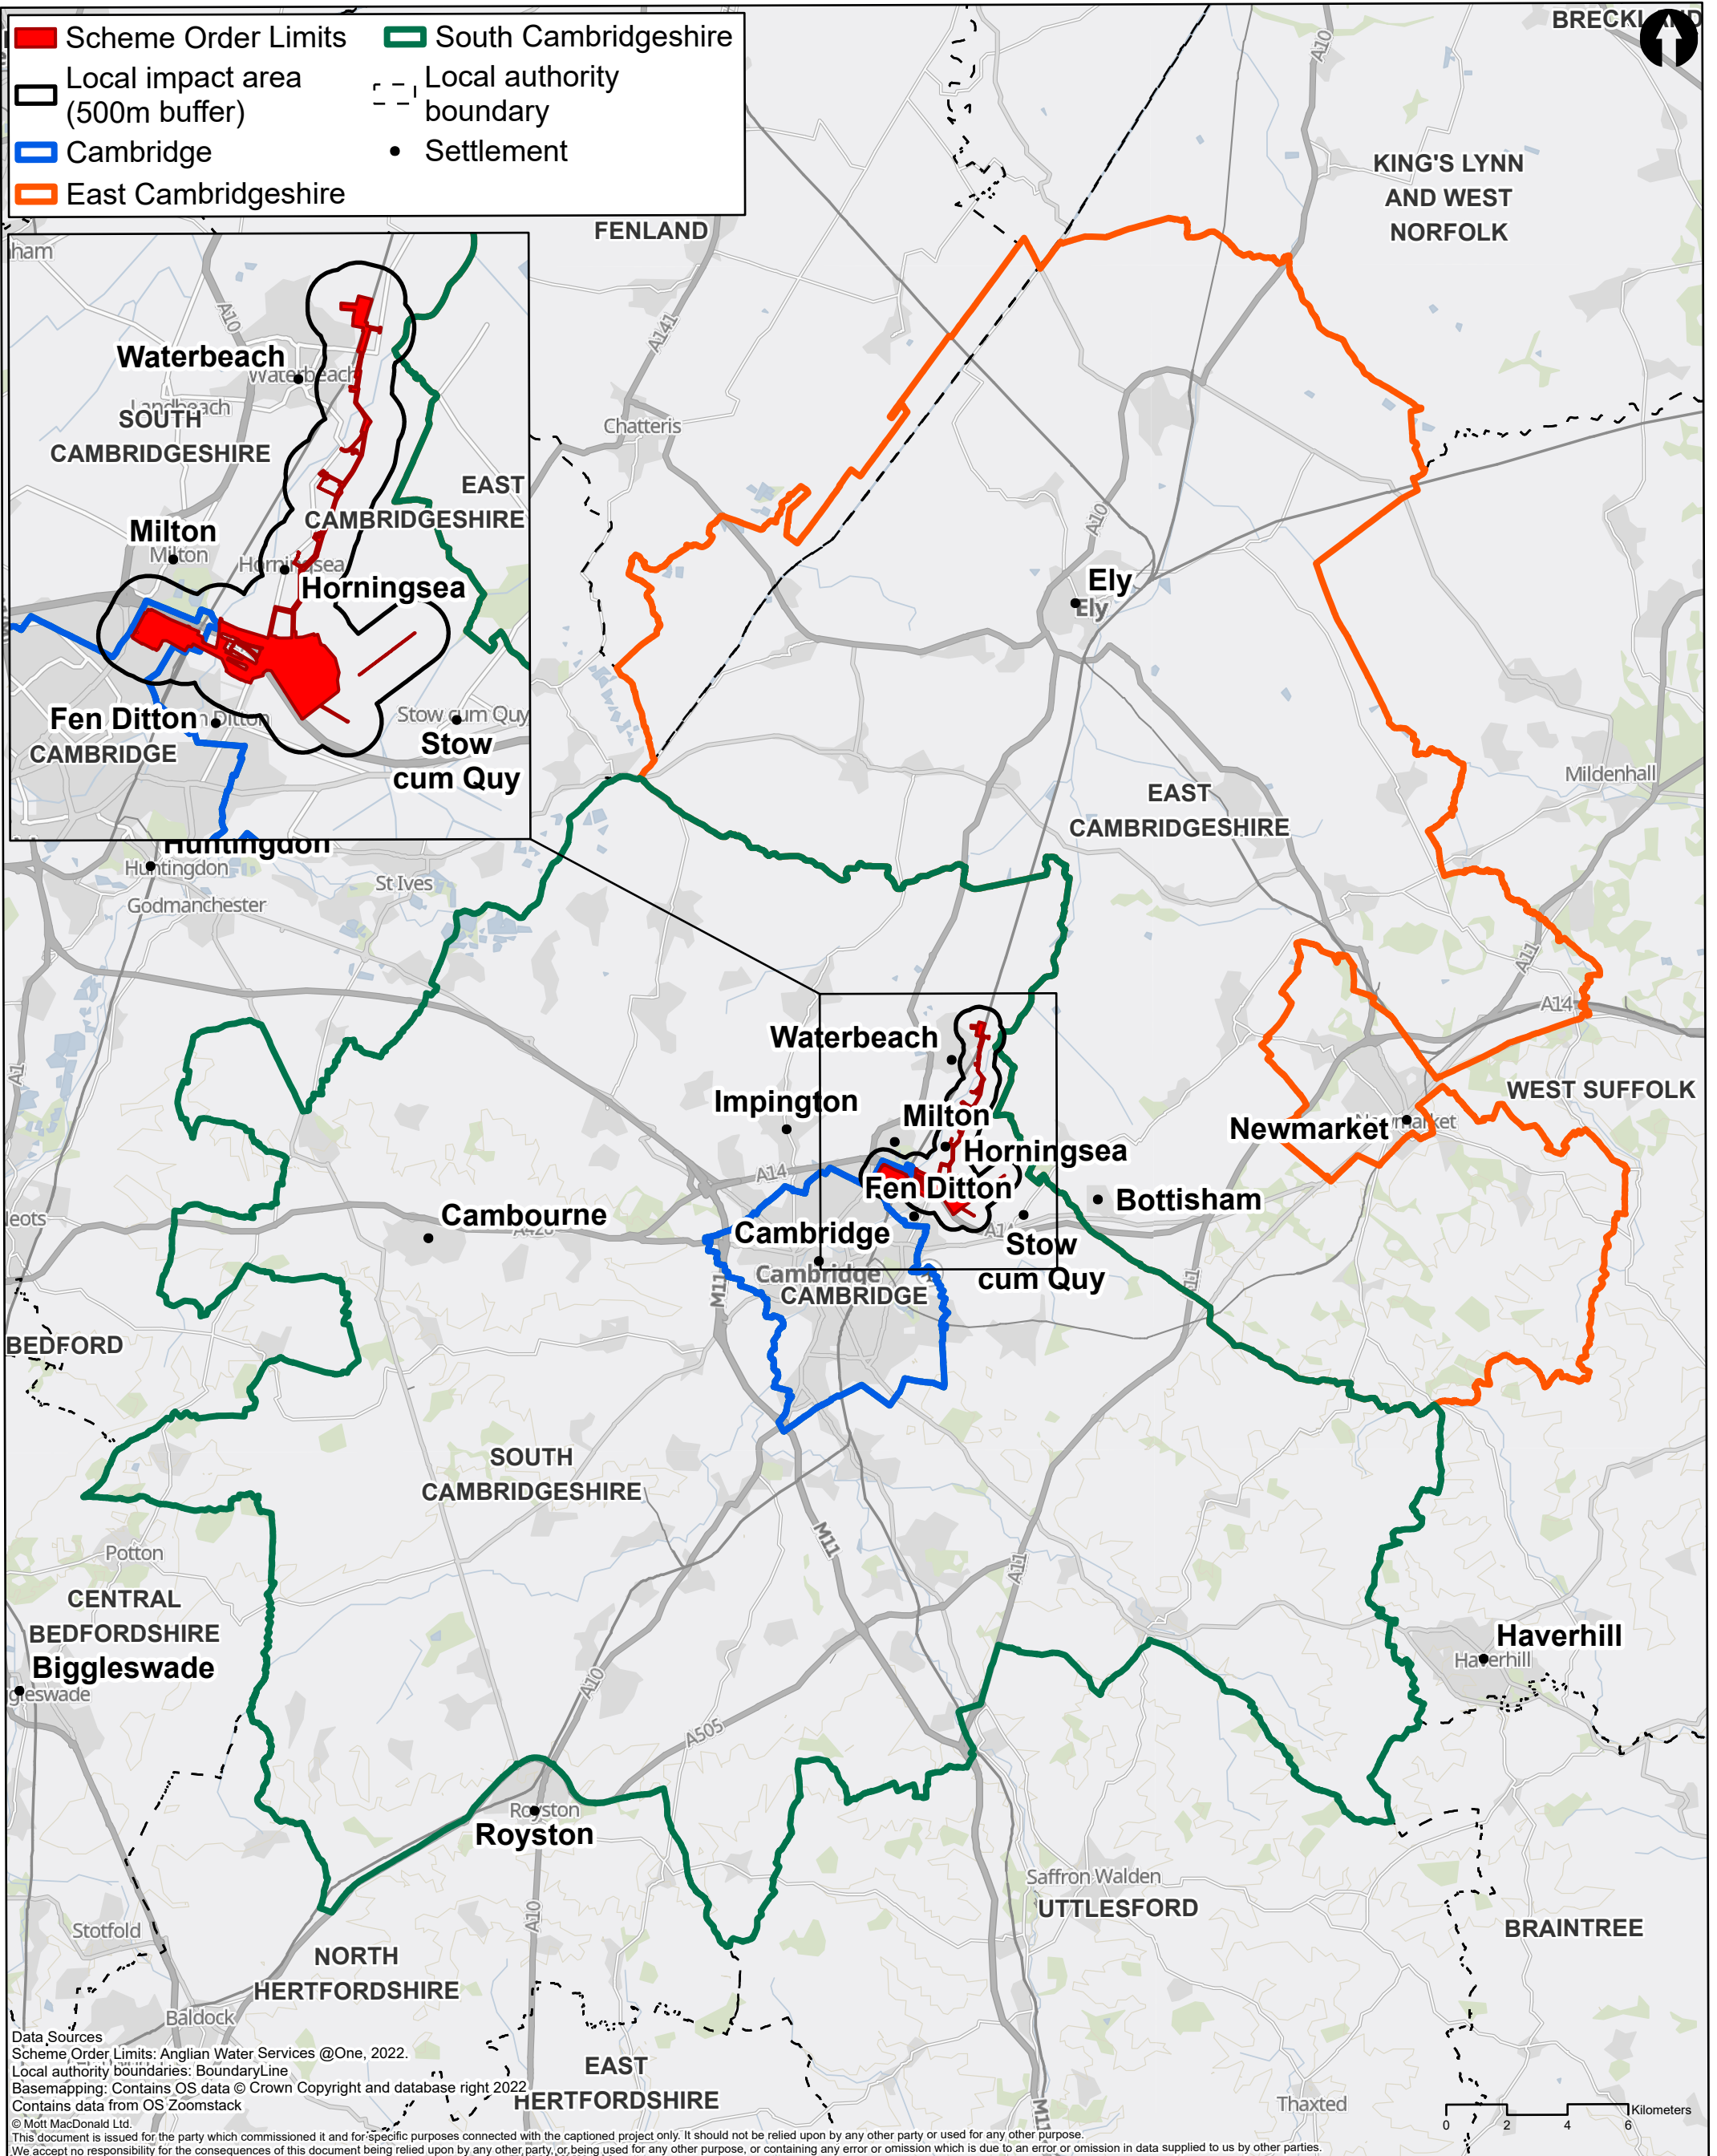 Scheme Order Limits
Local impact area
(500m buffer)
Cambridge
East Cambridgeshire
South Cambridgeshire
Local authority
boundary
Settlement
A10
KING'S LYNN
AND WEST
NORFOLK
FENLAND
A141
Chatteris
A10
Waterbeach
Waterbeach
Landbeach
SOUTH
CAMBRIDGESHIRE
EAST
CAMBRIDGESHIRE
Milton
Milton
Horningsea
Horningsea
Fen Ditton
CAMBRIDGE
Stow cum Quy
Stow
cum Quy
A10
Ely
Ely
EAST
CAMBRIDGESHIRE
Mildenhall
Huntingdon
Huntingdon
St Ives
Godmanchester
A11
A14
A1
Waterbeach
WEST SUFFOLK
Impington
Milton
Newmarket
Horningsea
A14
Fen Ditton
Bottisham
Cambourne
Cambridge
A14
Stow
cum Quy
Cambridge
CAMBRIDGE
M11
BEDFORD
SOUTH
CAMBRIDGESHIRE
M11
A11
Potton
CENTRAL
BEDFORDSHIRE
Biggleswade
Haverhill
Haverhill
A10
A505
Royston
Royston
Saffron Walden
UTTLESFORD
A10
BRAINTREE
Stotfold
NORTH
HERTFORDSHIRE
Baldock
EAST
HERTFORDSHIRE
Thaxted
M11
Data Sources
Scheme Order Limits: Anglian Water Services @One, 2022.
Local authority boundaries: BoundaryLine
Basemapping: Contains OS data © Crown Copyright and database right 2022
Contains data from OS Zoomstack
© Mott MacDonald Ltd.
This document is issued for the party which commissioned it and for specific purposes connected with the captioned project only. It should not be relied upon by any other party or used for any other purpose.
We accept no responsibility for the consequences of this document being relied upon by any other party, or being used for any other purpose, or containing any error or omission which is due to an error or omission in data supplied to us by other parties.
0 2 4 6 Kilometers